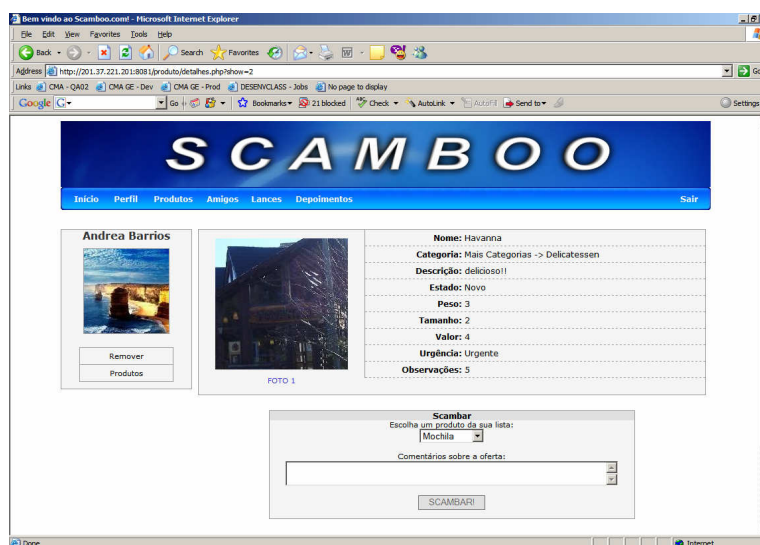 Bem vindo ao Scamboo.com! - Microsoft Internet Explorer
File Edit View Favorites Tools Help
Back Search Favorites
Address http://201.37.221.201:8081/produto/detalhes.php?show=2 Go
Links CMA - QA02 CMA GE - Dev CMA GE - Prod DESENVCLASS - Jobs No page to display
Google G Go Bookmarks 21 blocked ABC Check AutoLink AutoFill Send to Settings
SCAMBOO
Início Perfil Produtos Amigos Lances Depoimentos Sair
Andrea Barrios
Remover
Produtos
FOTO 1
Nome: Havanna
Categoria: Mais Categorias -> Delicatessen
Descrição: delicioso!!
Estado: Novo
Peso: 3
Tamanho: 2
Valor: 4
Urgência: Urgente
Observações: 5
Scambar
Escolha um produto da sua lista:
Mochila
Comentários sobre a oferta:
SCAMBAR!
Done Internet